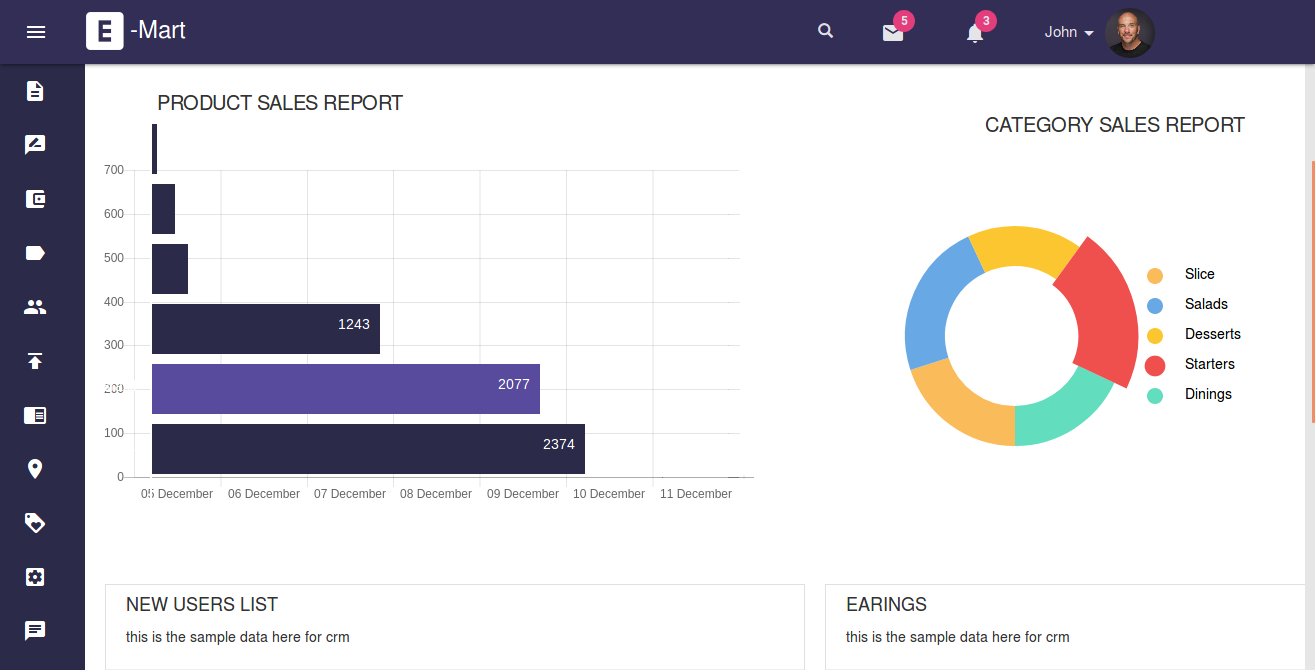 E -Mart
5
3
John
PRODUCT SALES REPORT
CATEGORY SALES REPORT
700
600
500
400
300
200
100
0
1243
2077
2374
05 December 06 December 07 December 08 December 09 December 10 December 11 December
Slice
Salads
Desserts
Starters
Dinings
NEW USERS LIST
this is the sample data here for crm
EARINGS
this is the sample data here for crm